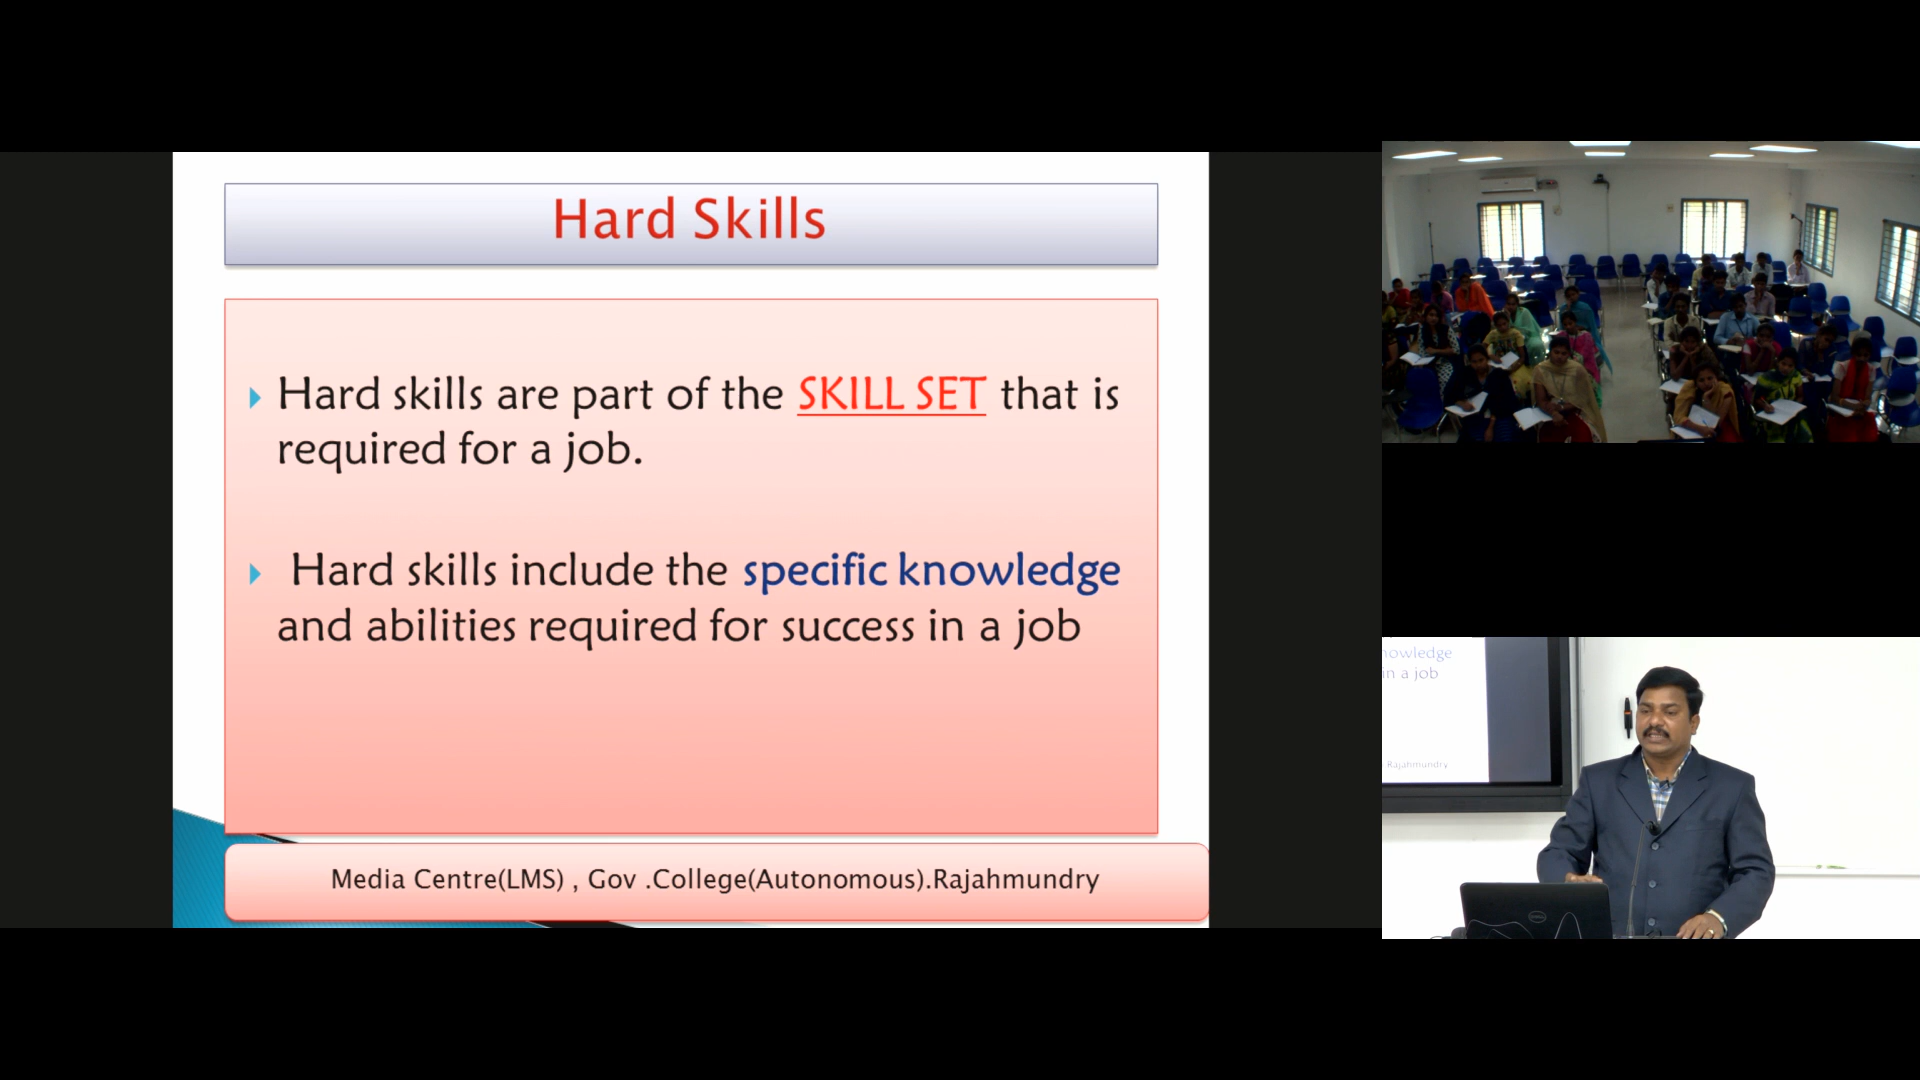 Hard Skills
Hard skills are part of the SKILL SET that is
required for a job.
Hard skills include the specific knowledge
and abilities required for success in a job
Media Centre(LMS) , Gov .College(Autonomous).Rajahmundry
nowledge
in a job
Rajahmundry
DELL